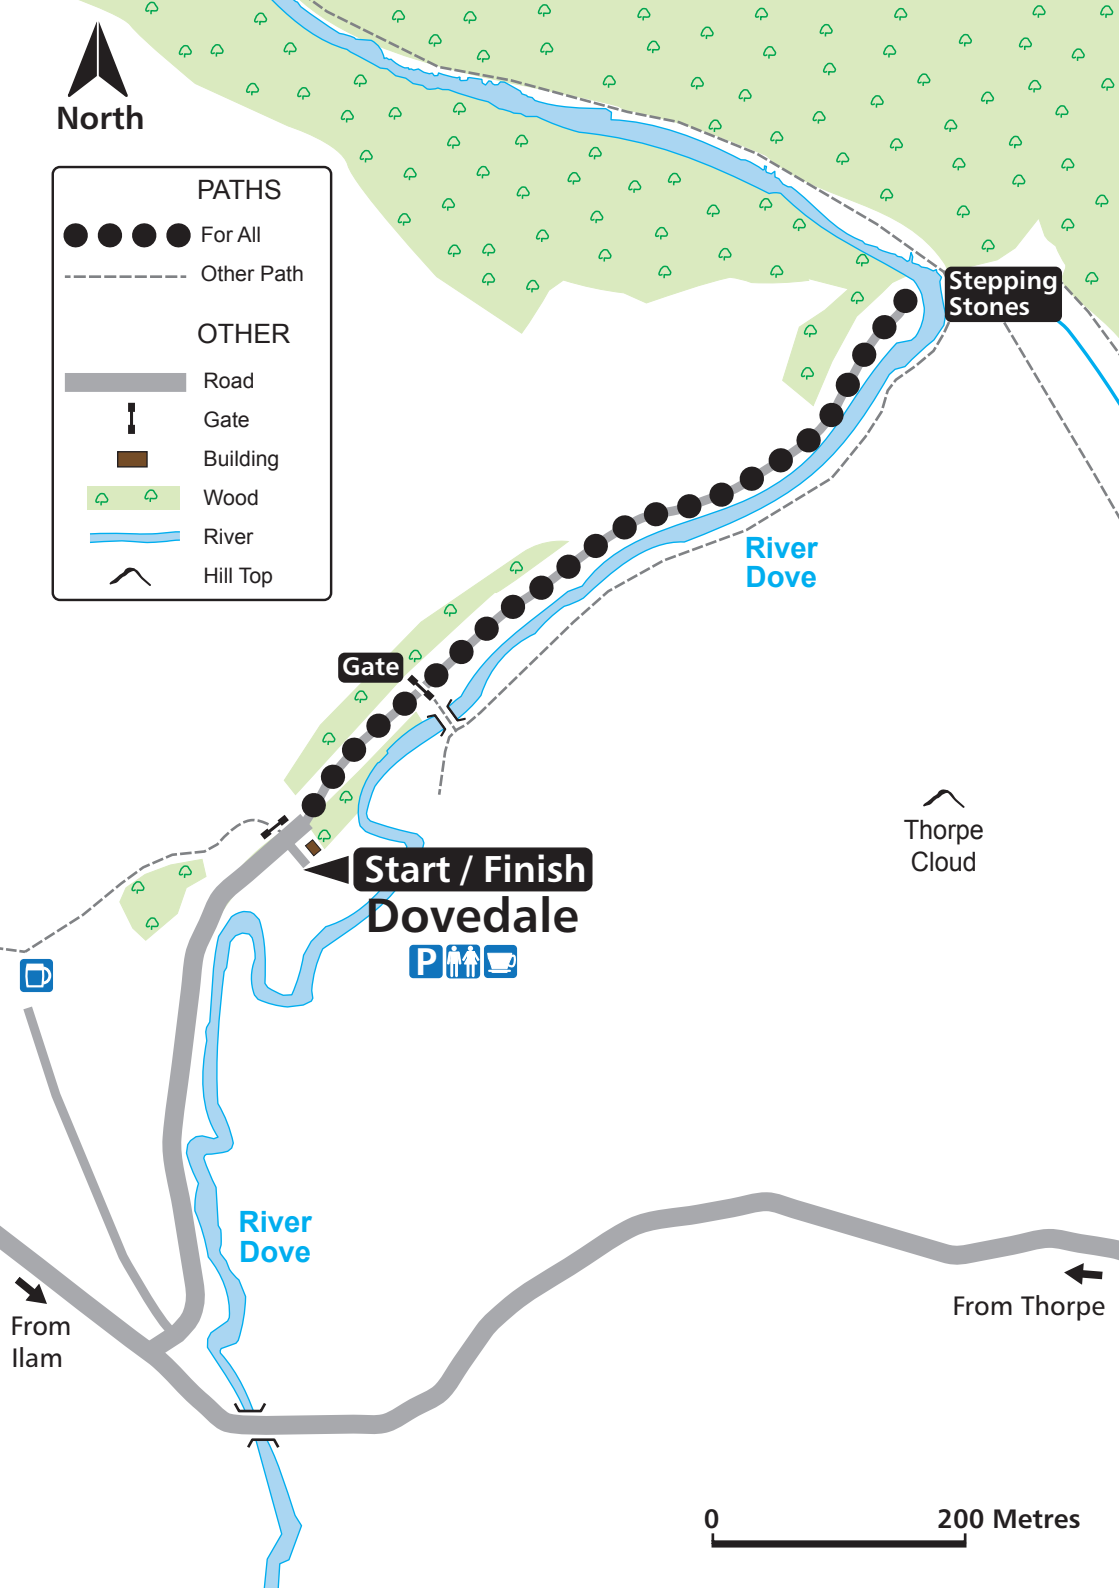 North
PATHS
For All
Other Path
OTHER
Road
Gate
Building
Wood
River
Hill Top
Stepping
Stones
River
Dove
Gate
Thorpe
Cloud
Start / Finish
Dovedale
P
River
Dove
From Thorpe
From
Ilam
0 200 Metres